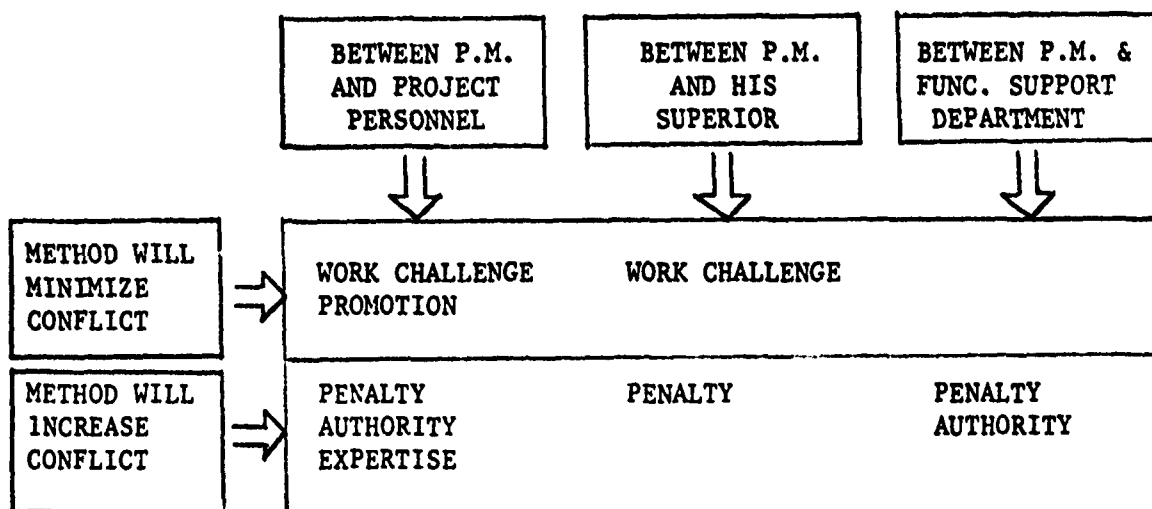 BETWEEN P.M.
AND PROJECT
PERSONNEL
BETWEEN P.M.
AND HIS
SUPERIOR
BETWEEN P.M. &
FUNC. SUPPORT
DEPARTMENT
METHOD WILL
MINIMIZE
CONFLICT
WORK CHALLENGE
PROMOTION
WORK CHALLENGE
METHOD WILL
INCREASE
CONFLICT
PENALTY
AUTHORITY
EXPERTISE
PENALTY
PENALTY
AUTHORITY